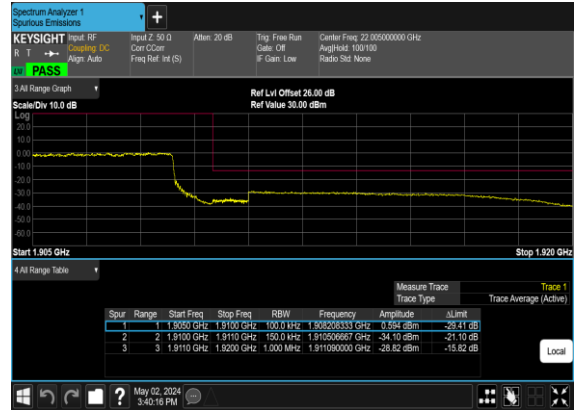 Spectrum Analyzer 1
Spurious Emissions
KEYSIGHT Input: RF Input Z: 50 Ω Atten: 20 dB Trig: Free Run Center Freq: 22.005000000 GHz
R T Coupling: DC Corr CCorr Gate: Off Avg|Hold: 100/100
Align: Auto Freq Ref: Int (S) IF Gain: Low Radio Std: None
PASS
3 All Range Graph
Ref Lvl Offset 26.00 dB
Scale/Div 10.0 dB Ref Value 30.00 dBm
Log
20.0
10.0
0.00
-10.0
-20.0
-30.0
-40.0
-50.0
-60.0
Start 1.905 GHz Stop 1.920 GHz
4 All Range Table
Measure Trace Trace 1
Trace Type Trace Average (Active)
Spur Range Start Freq Stop Freq RBW Frequency Amplitude ΔLimit
1 1 1.9050 GHz 1.9100 GHz 100.0 kHz 1.908208333 GHz 0.594 dBm -29.41 dB
2 2 1.9100 GHz 1.9110 GHz 150.0 kHz 1.910506667 GHz -34.10 dBm -21.10 dB
3 3 1.9110 GHz 1.9200 GHz 1.000 MHz 1.911090000 GHz -28.82 dBm -15.82 dB
Local
? May 02, 2024
3:40:16 PM